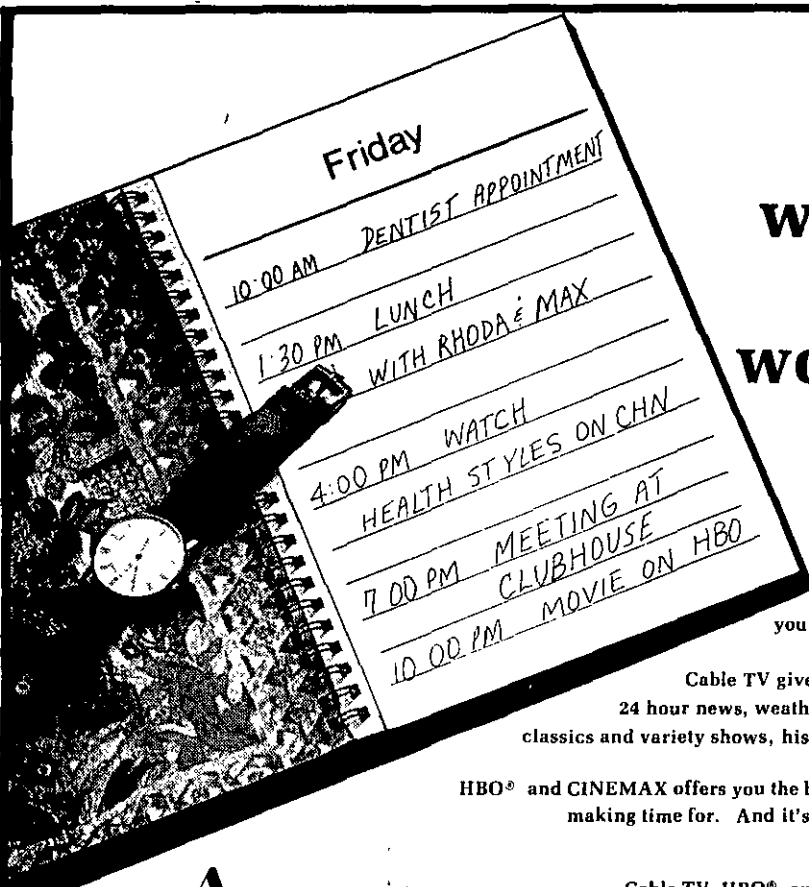 Friday
10:00 AM DENTIST APPOINTMENT
1:30 PM LUNCH
WITH RHODA & MAX
4:00 PM WATCH
HEALTH STYLES ON CHN
7 00 PM MEETING AT
CLUBHOUSE
10 00 PM MOVIE ON HBO
W
WO
you
Cable TV give
24 hour news, weath
classics and variety shows, his
HBO® and CINEMAX offers you the b
making time for. And it's
A
Cable TV, HBO®